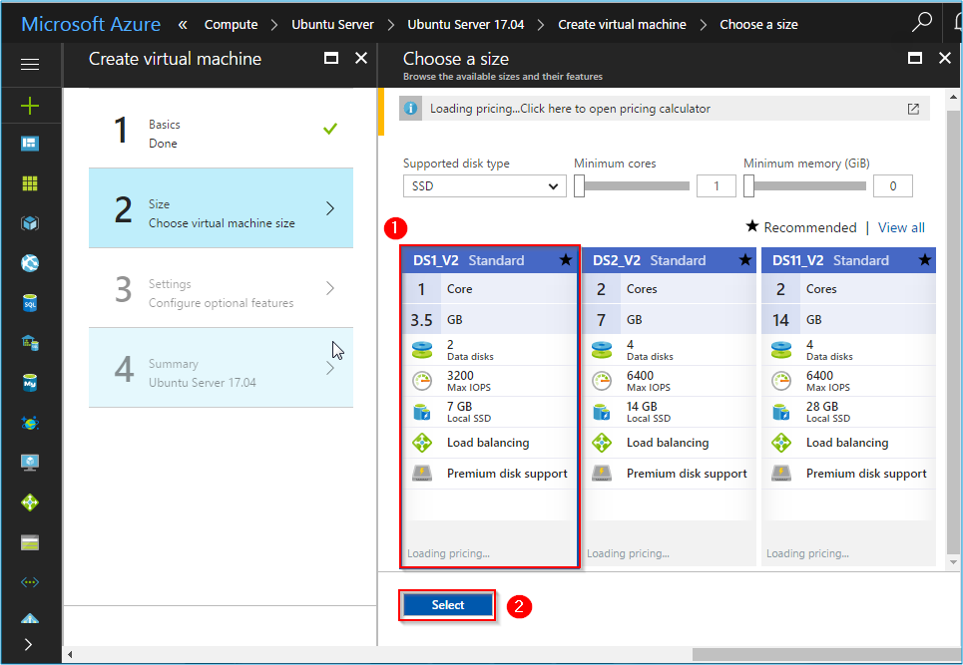 Microsoft Azure « Compute > Ubuntu Server > Ubuntu Server 17.04 > Create virtual machine > Choose a size
Create virtual machine
Choose a size
Browse the available sizes and their features
1 Basics
Done
2 Size
Choose virtual machine size
3 Settings
Configure optional features
4 Summary
Ubuntu Server 17.04
Loading pricing...Click here to open pricing calculator
Supported disk type Minimum cores Minimum memory (GiB)
SSD 1 0
★ Recommended | View all
1
DS1_V2 Standard ★
1 Core
3.5 GB
2
Data disks
3200
Max IOPS
7 GB
Local SSD
Load balancing
Premium disk support
Loading pricing...
DS2_V2 Standard ★
2 Cores
7 GB
4
Data disks
6400
Max IOPS
14 GB
Local SSD
Load balancing
Premium disk support
Loading pricing...
DS11_V2 Standard ★
2 Cores
14 GB
4
Data disks
6400
Max IOPS
28 GB
Local SSD
Load balancing
Premium disk support
Loading pricing...
Select 2
SQL
My